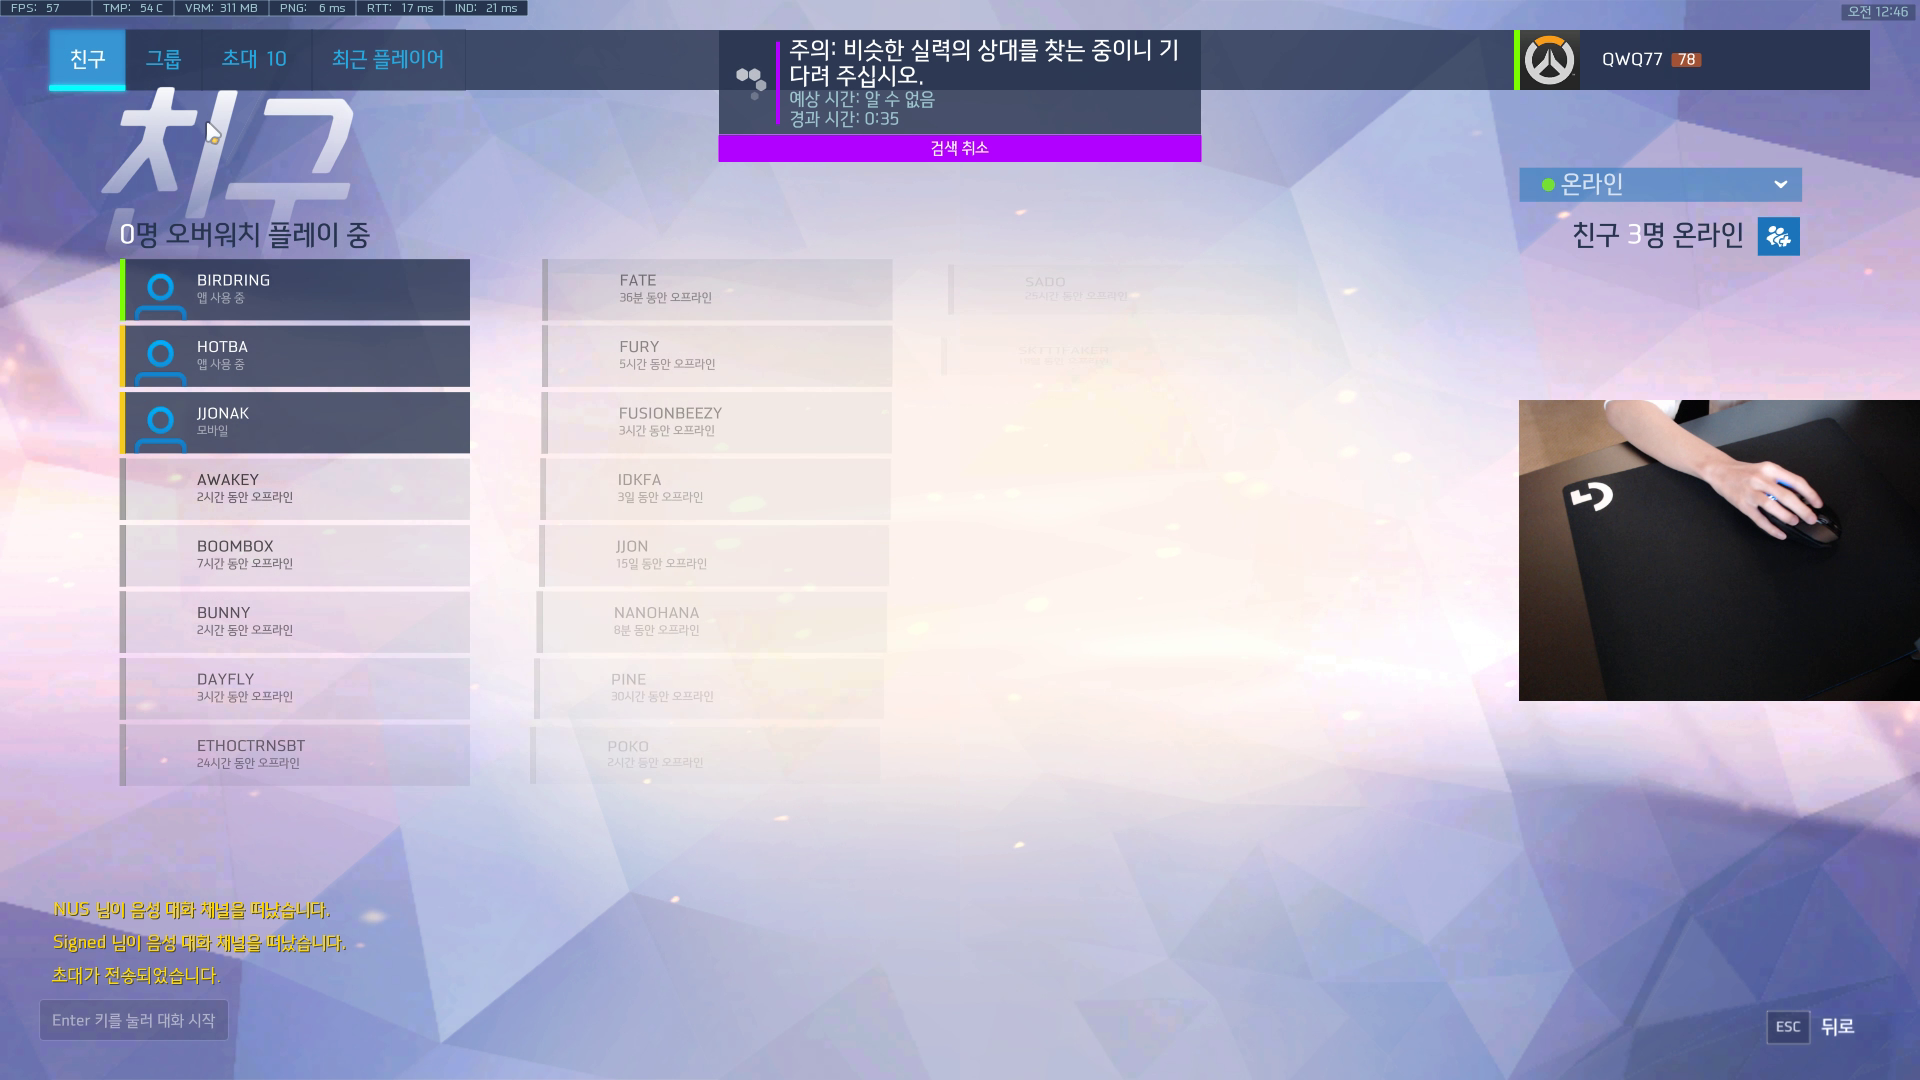 FPS: 57 TMP: 54 C VRM: 311 MB PNG: 6 ms RTT: 17 ms IND: 21 ms
오전 12:46
친구 그룹 초대 10 최근 플레이어
주의: 비슷한 실력의 상대를 찾는 중이니 기
다려 주십시오.
예상 시간: 알 수 없음
경과 시간: 0:35
검색 취소
QWQ77 78
친구
온라인
0명 오버워치 플레이 중
친구 3명 온라인
BIRDRING
앱 사용 중
HOTBA
앱 사용 중
JJONAK
모바일
AWAKEY
2시간 동안 오프라인
BOOMBOX
7시간 동안 오프라인
BUNNY
2시간 동안 오프라인
DAYFLY
3시간 동안 오프라인
ETHOCTRNSBT
24시간 동안 오프라인
FATE
36분 동안 오프라인
FURY
5시간 동안 오프라인
FUSIONBEEZY
3시간 동안 오프라인
IDKFA
3일 동안 오프라인
JJON
15일 동안 오프라인
NANOHANA
8분 동안 오프라인
PINE
30시간 동안 오프라인
POKO
2시간 동안 오프라인
SADO
25시간 동안 오프라인
NUS 님이 음성 대화 채널을 떠났습니다.
Signed 님이 음성 대화 채널을 떠났습니다.
초대가 전송되었습니다.
Enter 키를 눌러 대화 시작
ESC 뒤로